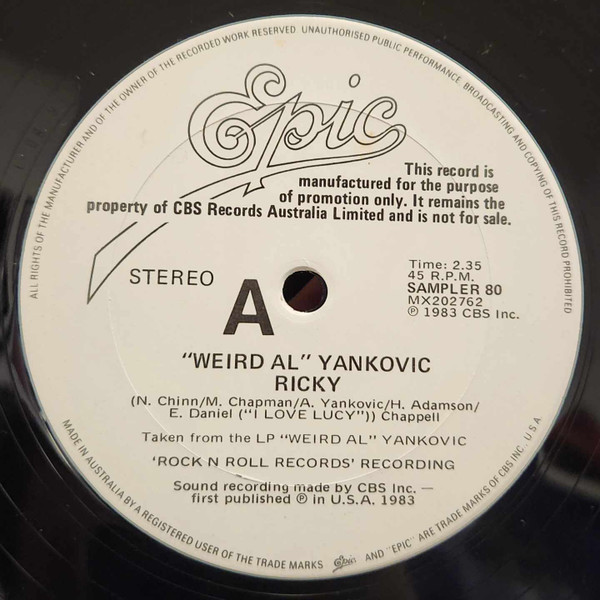 ALL RIGHTS OF THE MANUFACTURER AND OF THE OWNER OF THE RECORDED WORK RESERVED UNAUTHORISED PUBLIC PERFORMANCE BROADCASTING AND COPYING OF THIS RECORD PROHIBITED
Epic
This record is
manufactured for the purpose
of promotion only. It remains the
property of CBS Records Australia Limited and is not for sale.
STEREO
A
Time: 2.35
45 R.P.M.
SAMPLER 80
MX202762
℗ 1983 CBS Inc.
"WEIRD AL" YANKOVIC
RICKY
(N. Chinn/M. Chapman/A. Yankovic/H. Adamson/
E. Daniel ("I LOVE LUCY")) Chappell
Taken from the LP "WEIRD AL" YANKOVIC
'ROCK N ROLL RECORDS' RECORDING
Sound recording made by CBS Inc. —
first published ℗ in U.S.A. 1983
MADE IN AUSTRALIA BY A REGISTERED USER OF THE TRADE MARKS Epic AND "EPIC" ARE TRADE MARKS OF CBS INC. - U S A